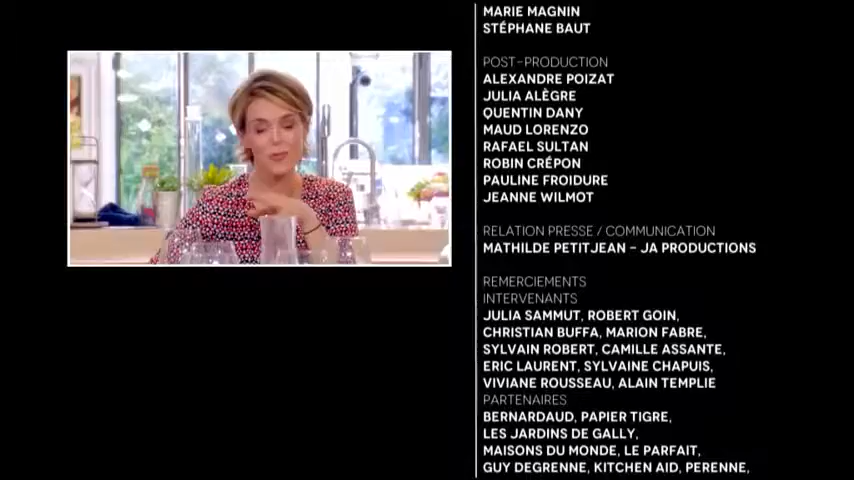 MARIE MAGNIN
STÉPHANE BAUT
POST-PRODUCTION
ALEXANDRE POIZAT
JULIA ALÈGRE
QUENTIN DANY
MAUD LORENZO
RAFAEL SULTAN
ROBIN CRÉPON
PAULINE FROIDURE
JEANNE WILMOT
RELATION PRESSE / COMMUNICATION
MATHILDE PETITJEAN – JA PRODUCTIONS
REMERCIEMENTS
INTERVENANTS
JULIA SAMMUT, ROBERT GOIN,
CHRISTIAN BUFFA, MARION FABRE,
SYLVAIN ROBERT, CAMILLE ASSANTE,
ERIC LAURENT, SYLVAINE CHAPUIS,
VIVIANE ROUSSEAU, ALAIN TEMPLIE
PARTENAIRES
BERNARDAUD, PAPIER TIGRE,
LES JARDINS DE GALLY,
MAISONS DU MONDE, LE PARFAIT,
GUY DEGRENNE, KITCHEN AID, PERENNE,